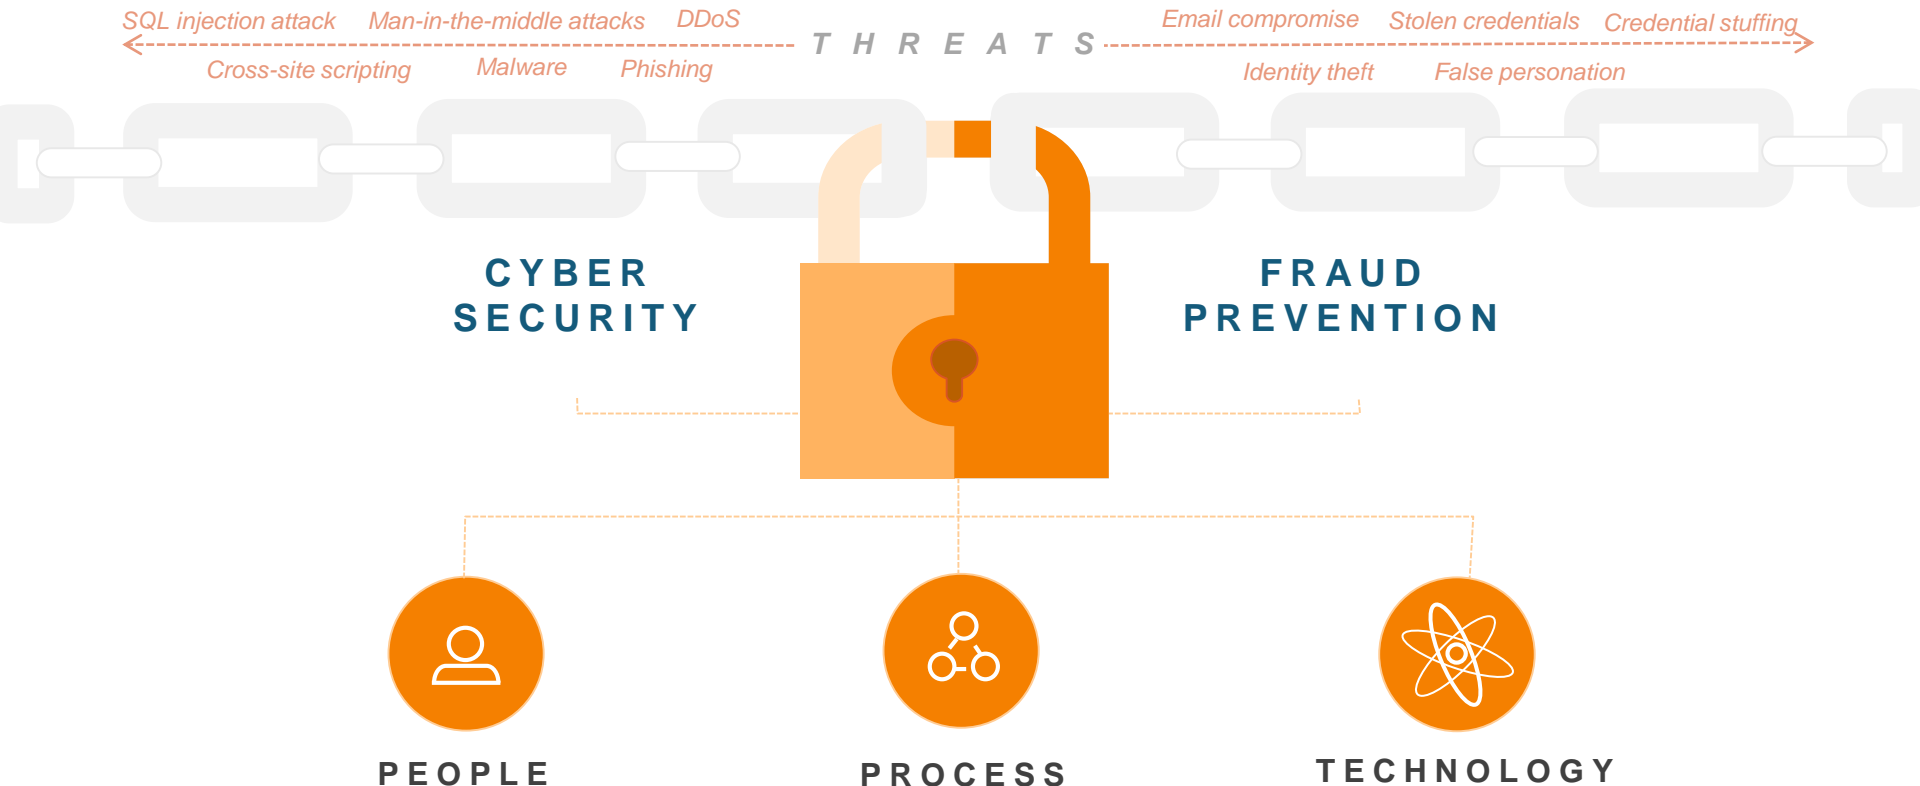 SQL injection attack Man-in-the-middle attacks DDoS Email compromise Stolen credentials Credential stuffing
THREATS
Cross-site scripting Malware Phishing Identity theft False personation
CYBER
SECURITY
FRAUD
PREVENTION
PEOPLE
PROCESS
TECHNOLOGY